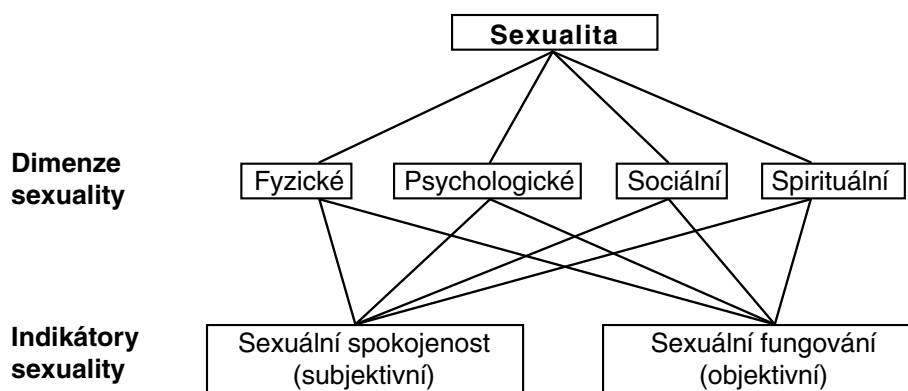 Sexualita
Dimenze
sexuality
Fyzické
Psychologické
Sociální
Spirituální
Indikátory
sexuality
Sexuální spokojenost
(subjektivní)
Sexuální fungování
(objektivní)